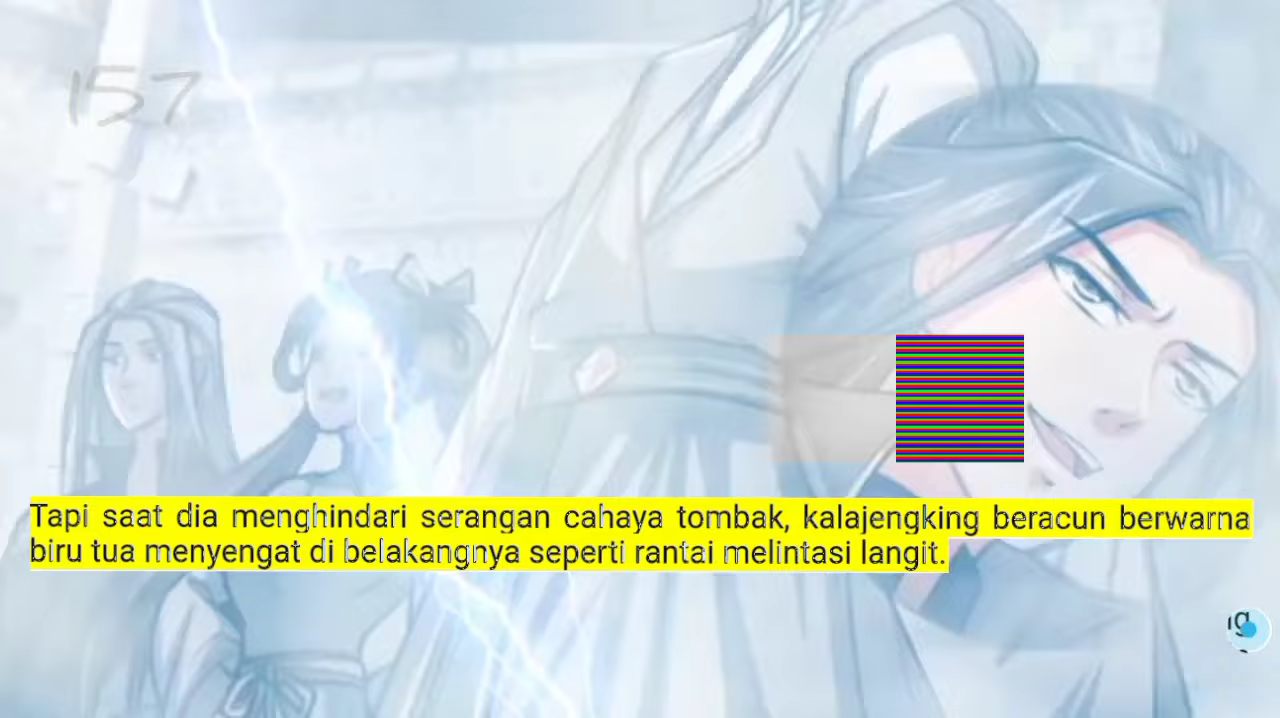 157
Tapi saat dia menghindari serangan cahaya tombak, kalajengking beracun berwarna
biru tua menyengat di belakangnya seperti rantai melintasi langit.
g